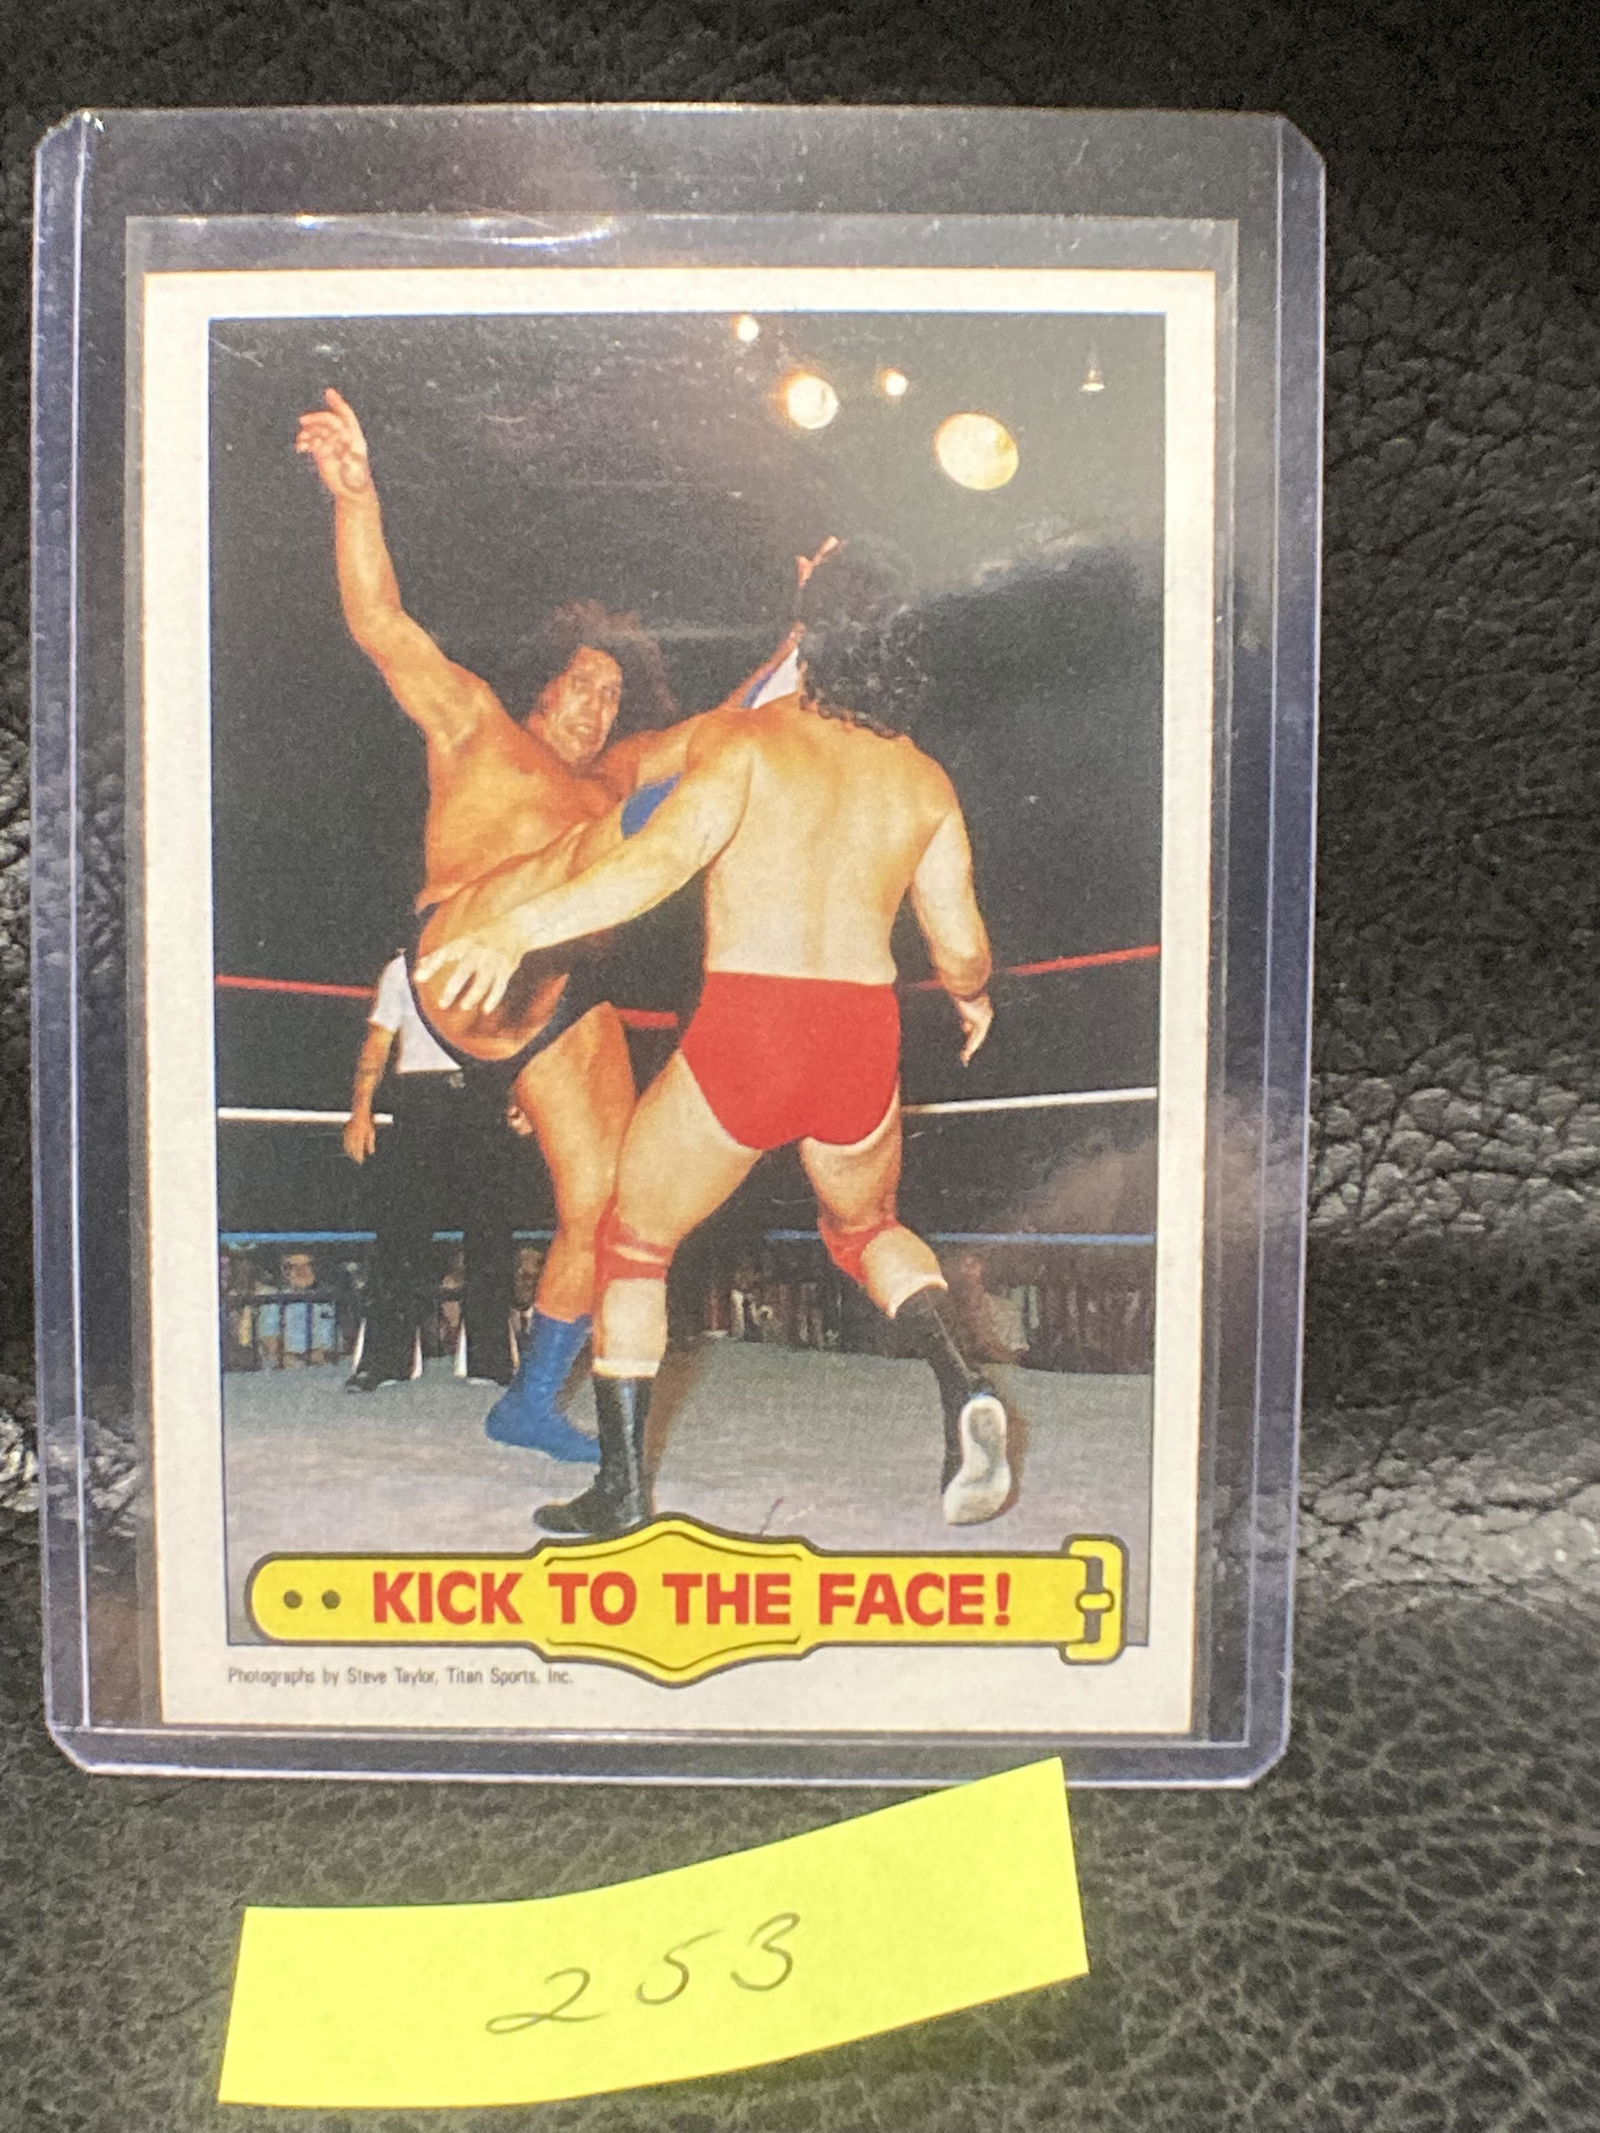 KICK TO THE FACE!
Photographs by Steve Taylor, Titan Sports, Inc.
253